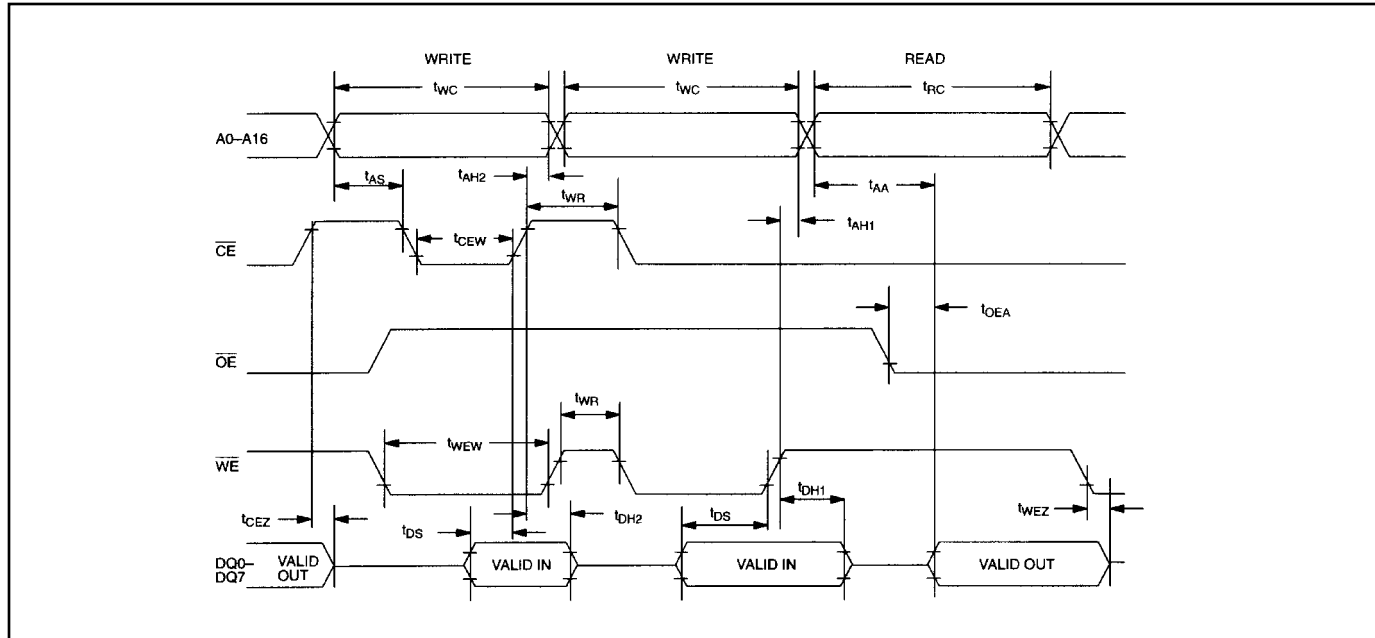 WRITE WRITE READ
tWC tWC tRC
A0–A16
tAS tAH2 tWR tAA
tAH1
CE tCEW
tOEA
OE
tWR
tWEW
WE
tDH1
tCEZ tDS tDH2 tDS tWEZ
DQ0–
DQ7 VALID
OUT VALID IN VALID IN VALID OUT